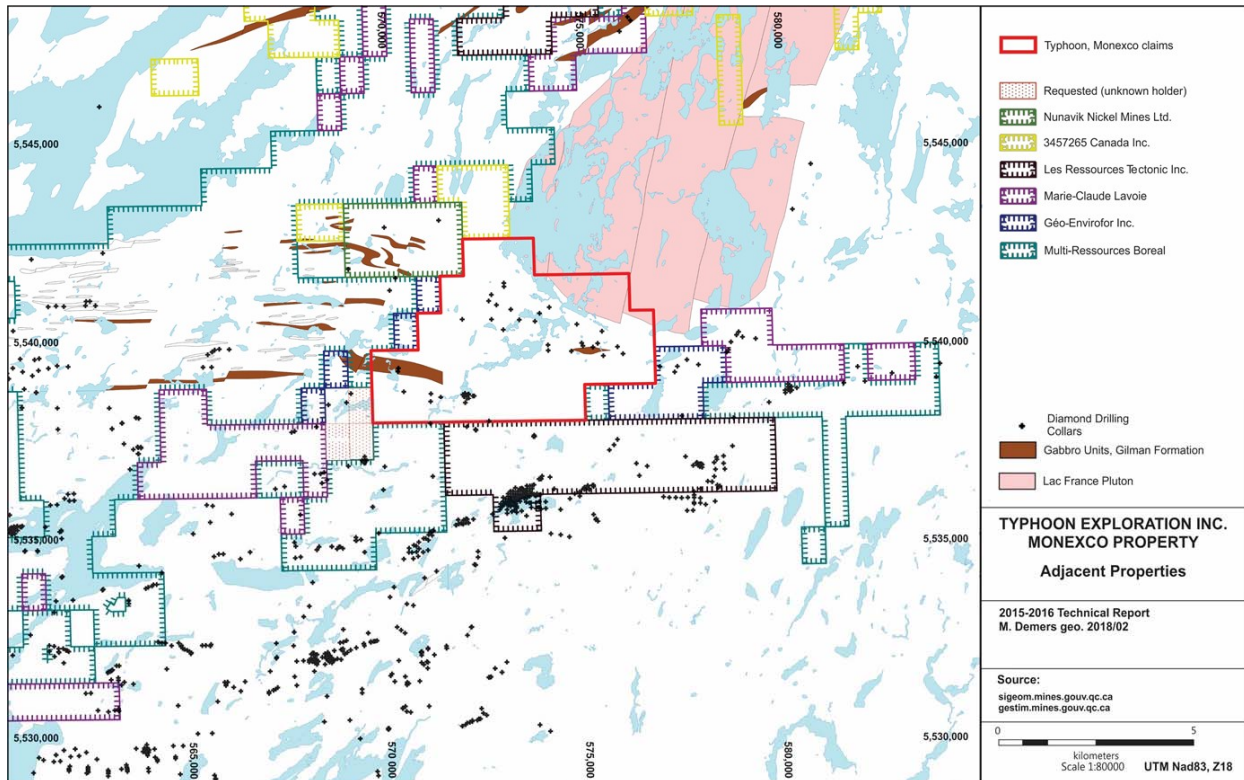 570,000
575,000
580,000
5,545,000
5,545,000
5,540,000
5,540,000
5,535,000
5,535,000
5,530,000
5,530,000
565,000
570,000
575,000
580,000
Typhoon, Monexco claims
Requested (unknown holder)
Nunavik Nickel Mines Ltd.
3457265 Canada Inc.
Les Ressources Tectonic Inc.
Marie-Claude Lavoie
Géo-Envirofor Inc.
Multi-Ressources Boreal
Diamond Drilling
Collars
Gabbro Units, Gilman Formation
Lac France Pluton
TYPHOON EXPLORATION INC.
MONEXCO PROPERTY
Adjacent Properties
2015-2016 Technical Report
M. Demers geo. 2018/02
Source:
sigeom.mines.gouv.qc.ca
gestim.mines.gouv.qc.ca
0 5
kilometers
Scale 1:80000 UTM Nad83, Z18